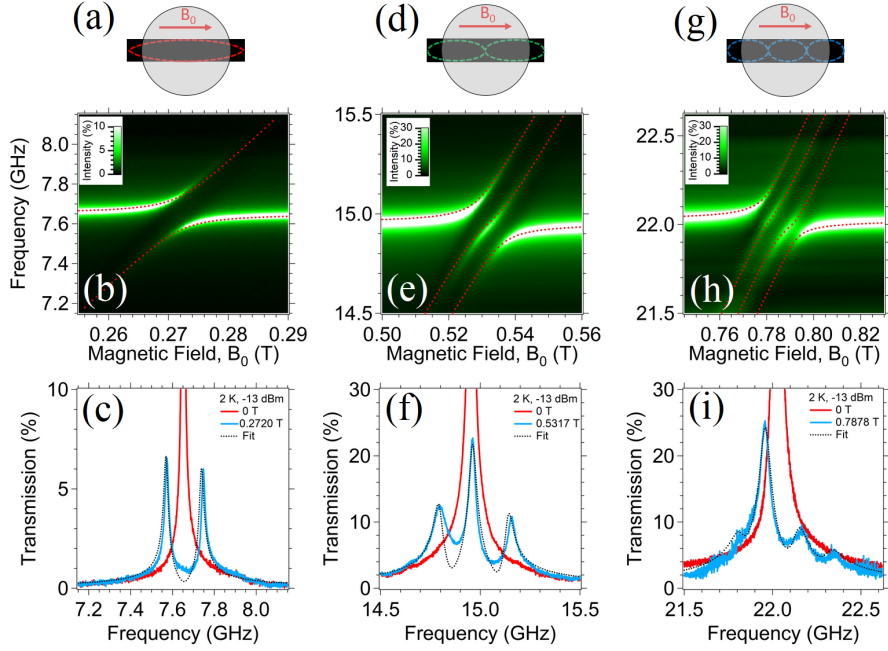 (a)
B0
(d)
B0
(g)
B0
Frequency (GHz)
8.0
7.8
7.6
7.4
7.2
Intensity (%)
10
5
0
(b)
0.26 0.27 0.28 0.29
Magnetic Field, B0 (T)
15.5
15.0
14.5
Intensity (%)
30
20
10
0
(e)
0.50 0.52 0.54 0.56
Magnetic Field, B0 (T)
22.5
22.0
21.5
Intensity (%)
30
20
10
0
(h)
0.76 0.78 0.80 0.82
Magnetic Field, B0 (T)
Transmission (%)
10
5
0
(c)
2 K, -13 dBm
0 T
0.2720 T
Fit
7.2 7.4 7.6 7.8 8.0
Frequency (GHz)
Transmission (%)
30
20
10
0
(f)
2 K, -13 dBm
0 T
0.5317 T
Fit
14.5 15.0 15.5
Frequency (GHz)
Transmission (%)
30
20
10
0
(i)
2 K, -13 dBm
0 T
0.7878 T
Fit
21.5 22.0 22.5
Frequency (GHz)